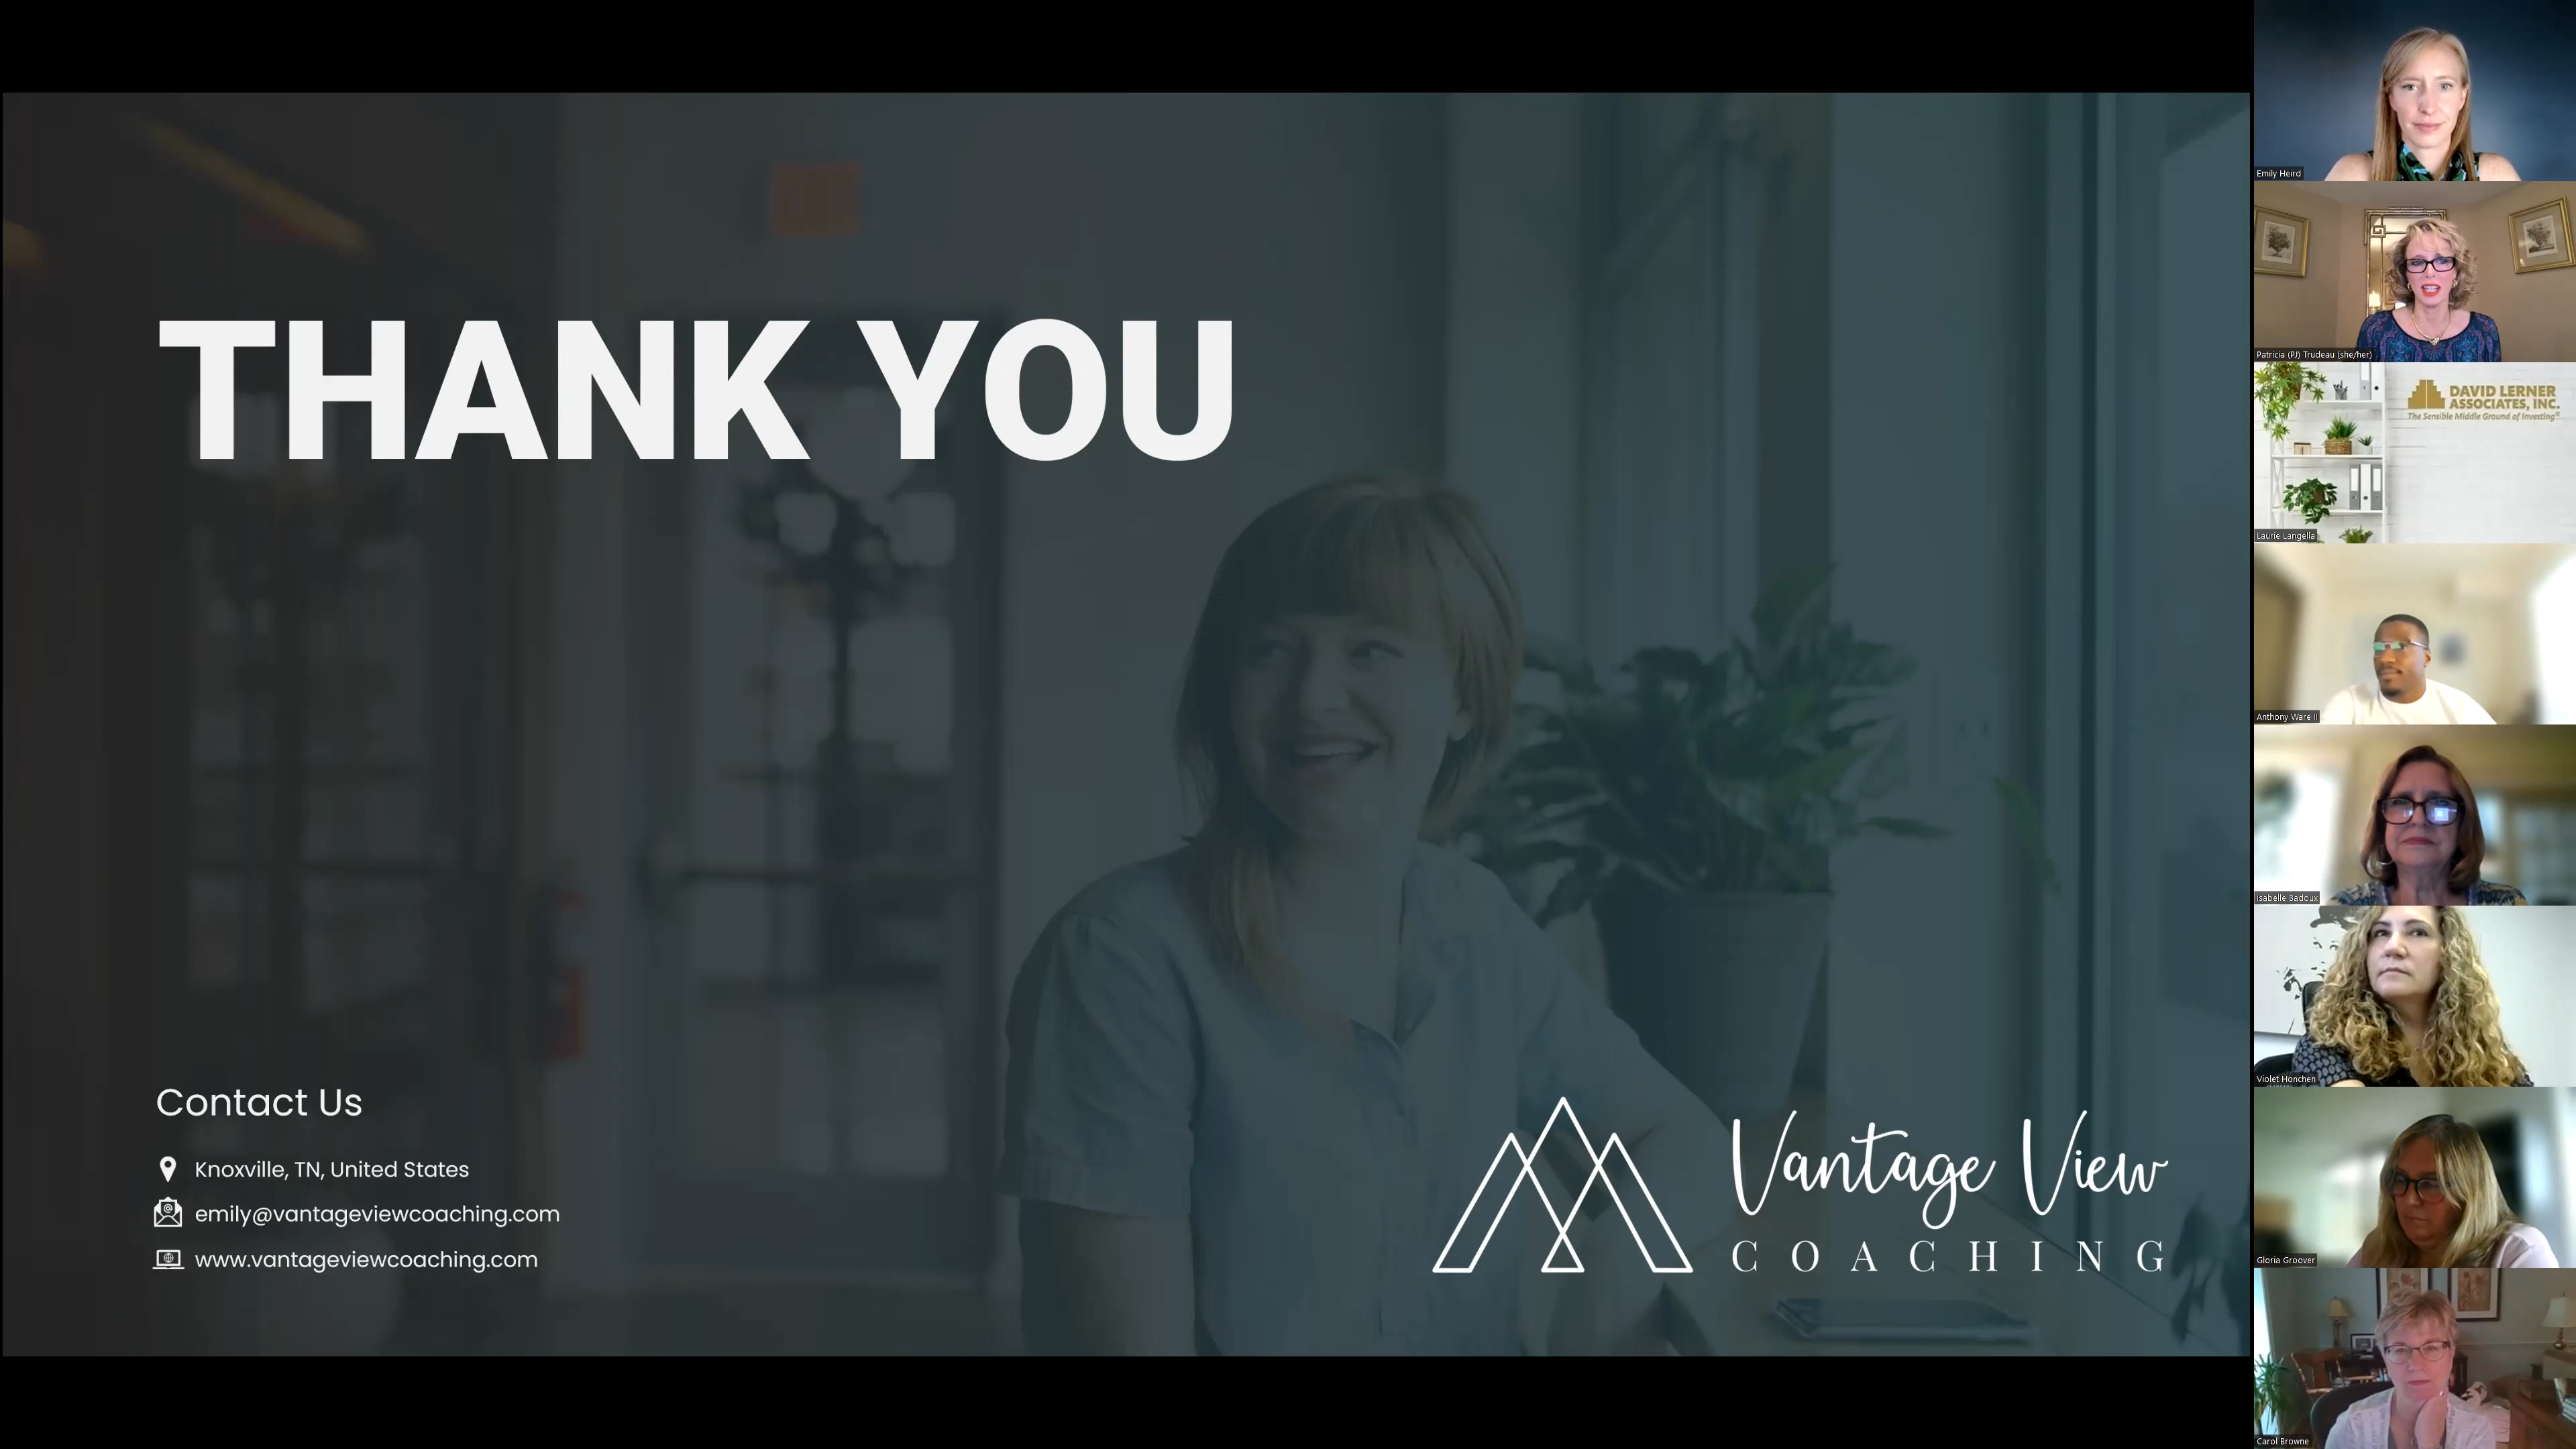 THANK YOU
Contact Us
Knoxville, TN, United States
emily@vantageviewcoaching.com
www.vantageviewcoaching.com
Vantage View
COACHING
Emily Heird
Patricia (PJ) Trudeau (she/her)
DAVID LERNER
ASSOCIATES, INC.
The Sensible Middle Ground of Investing®
Laurie Langella
Anthony Ware II
Isabelle Badoux
Violet Honchen
Gloria Groover
Carol Browne